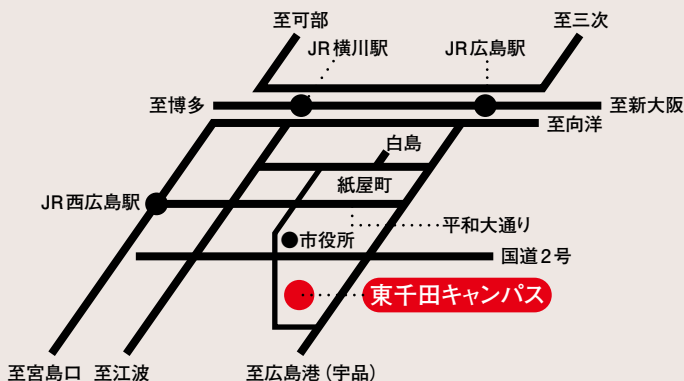 至可部
至三次
JR横川駅
JR広島駅
至博多
至新大阪
至向洋
白島
紙屋町
JR西広島駅
平和大通り
市役所
国道2号
東千田キャンパス
至宮島口
至江波
至広島港(宇品)